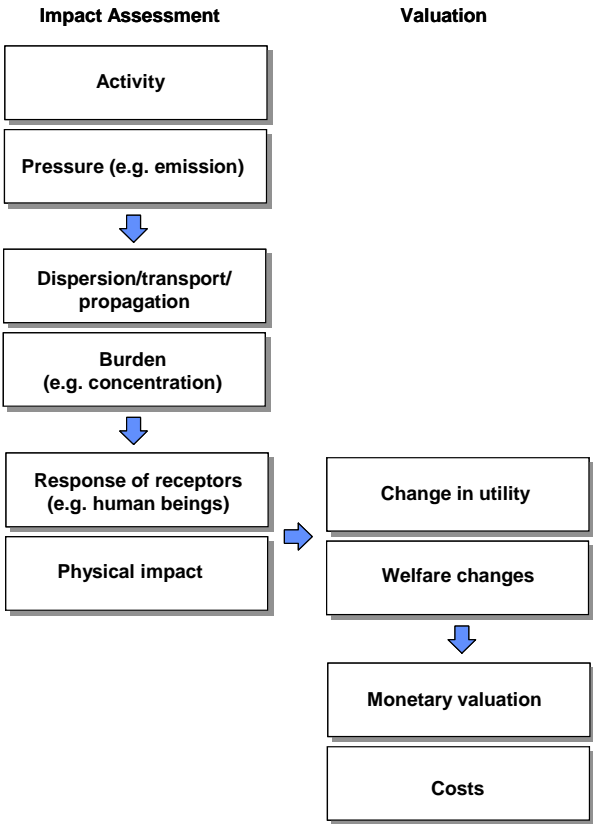 Impact Assessment
Valuation
Activity
Pressure (e.g. emission)
Dispersion/transport/
propagation
Burden
(e.g. concentration)
Response of receptors
(e.g. human beings)
Physical impact
Change in utility
Welfare changes
Monetary valuation
Costs